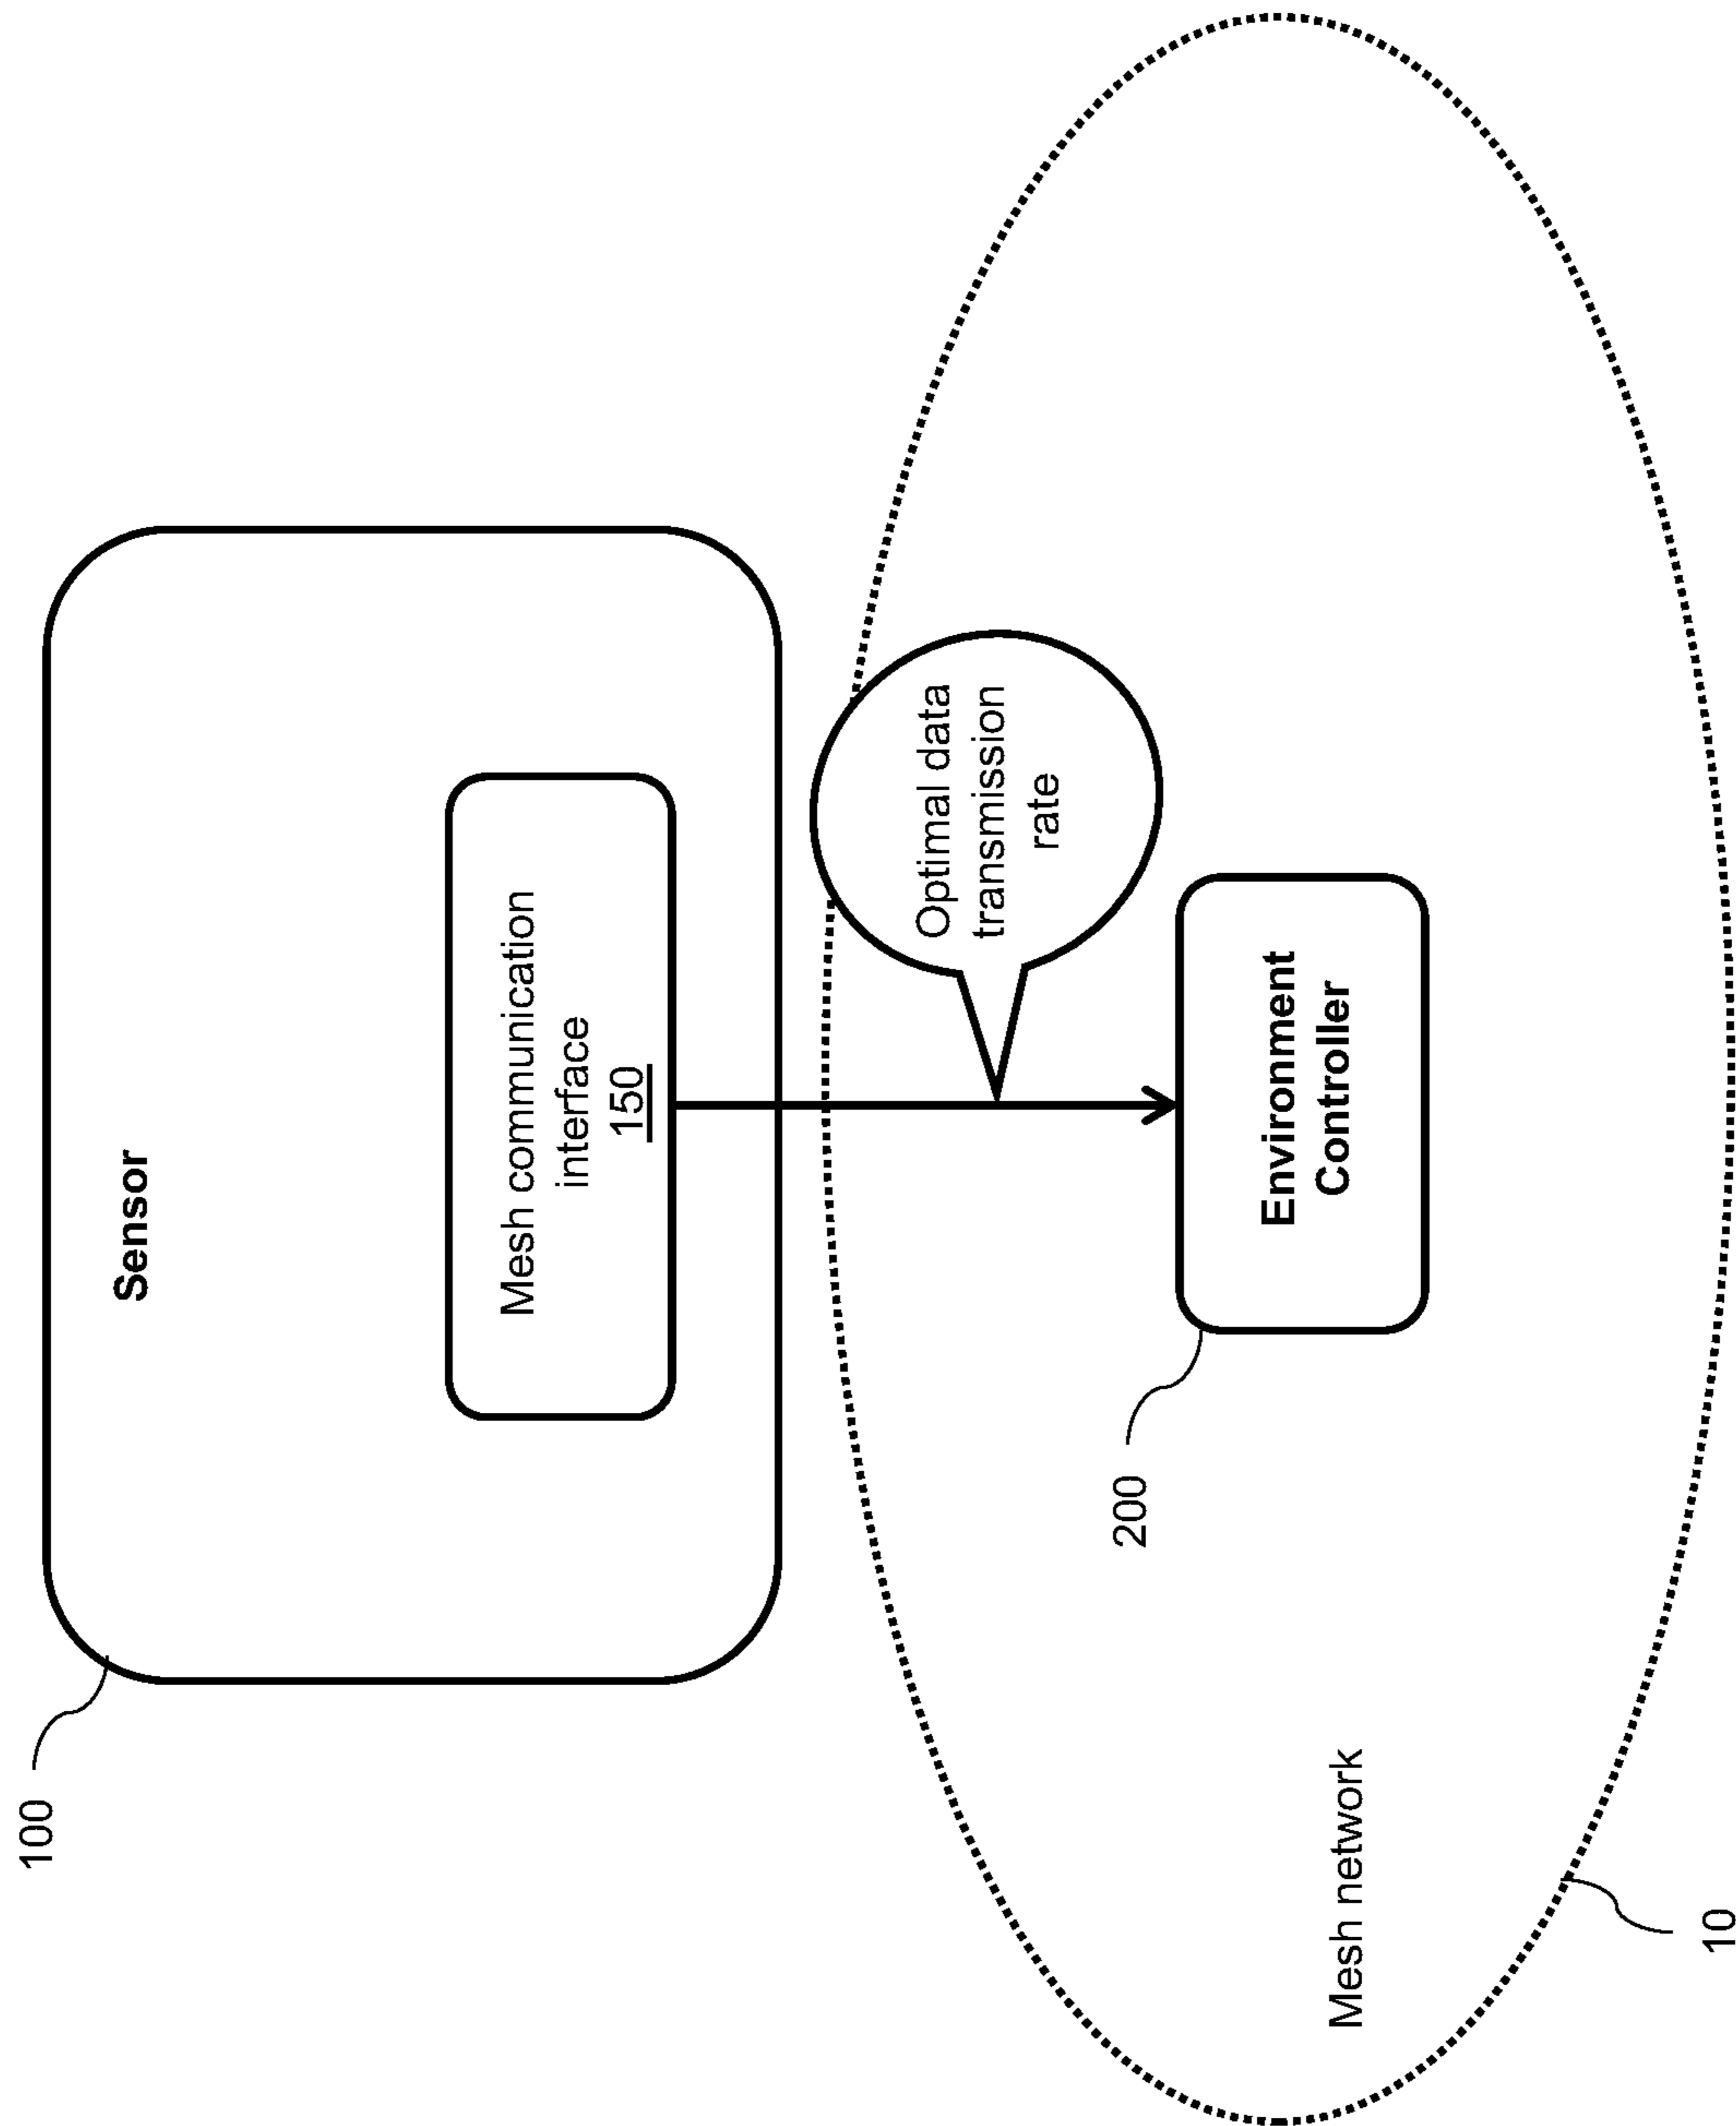 100
Sensor
Mesh communication
interface
150
Optimal data
transmission
rate
200
Environment
Controller
Mesh network
10